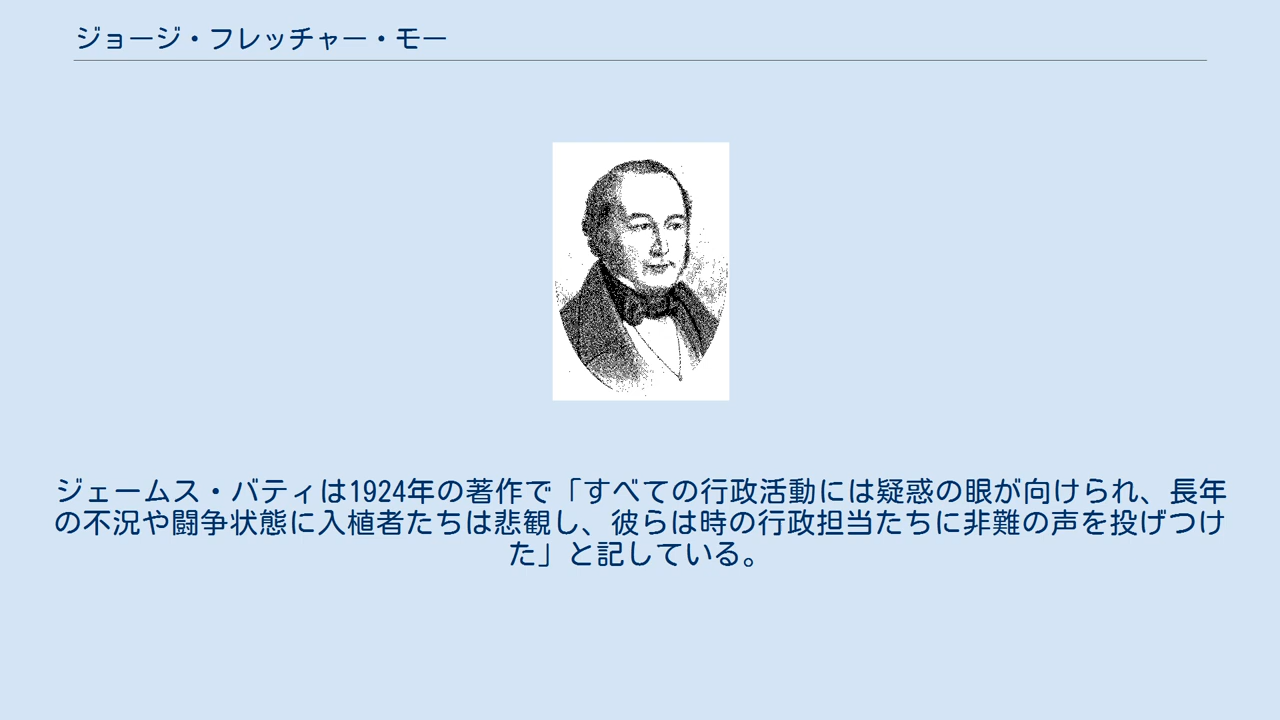 ジョージ・フレッチャー・モー
ジェームス・バティは1924年の著作で「すべての行政活動には疑惑の眼が向けられ、長年
の不況や闘争状態に入植者たちは悲観し、彼らは時の行政担当たちに非難の声を投げつけ
た」と記している。